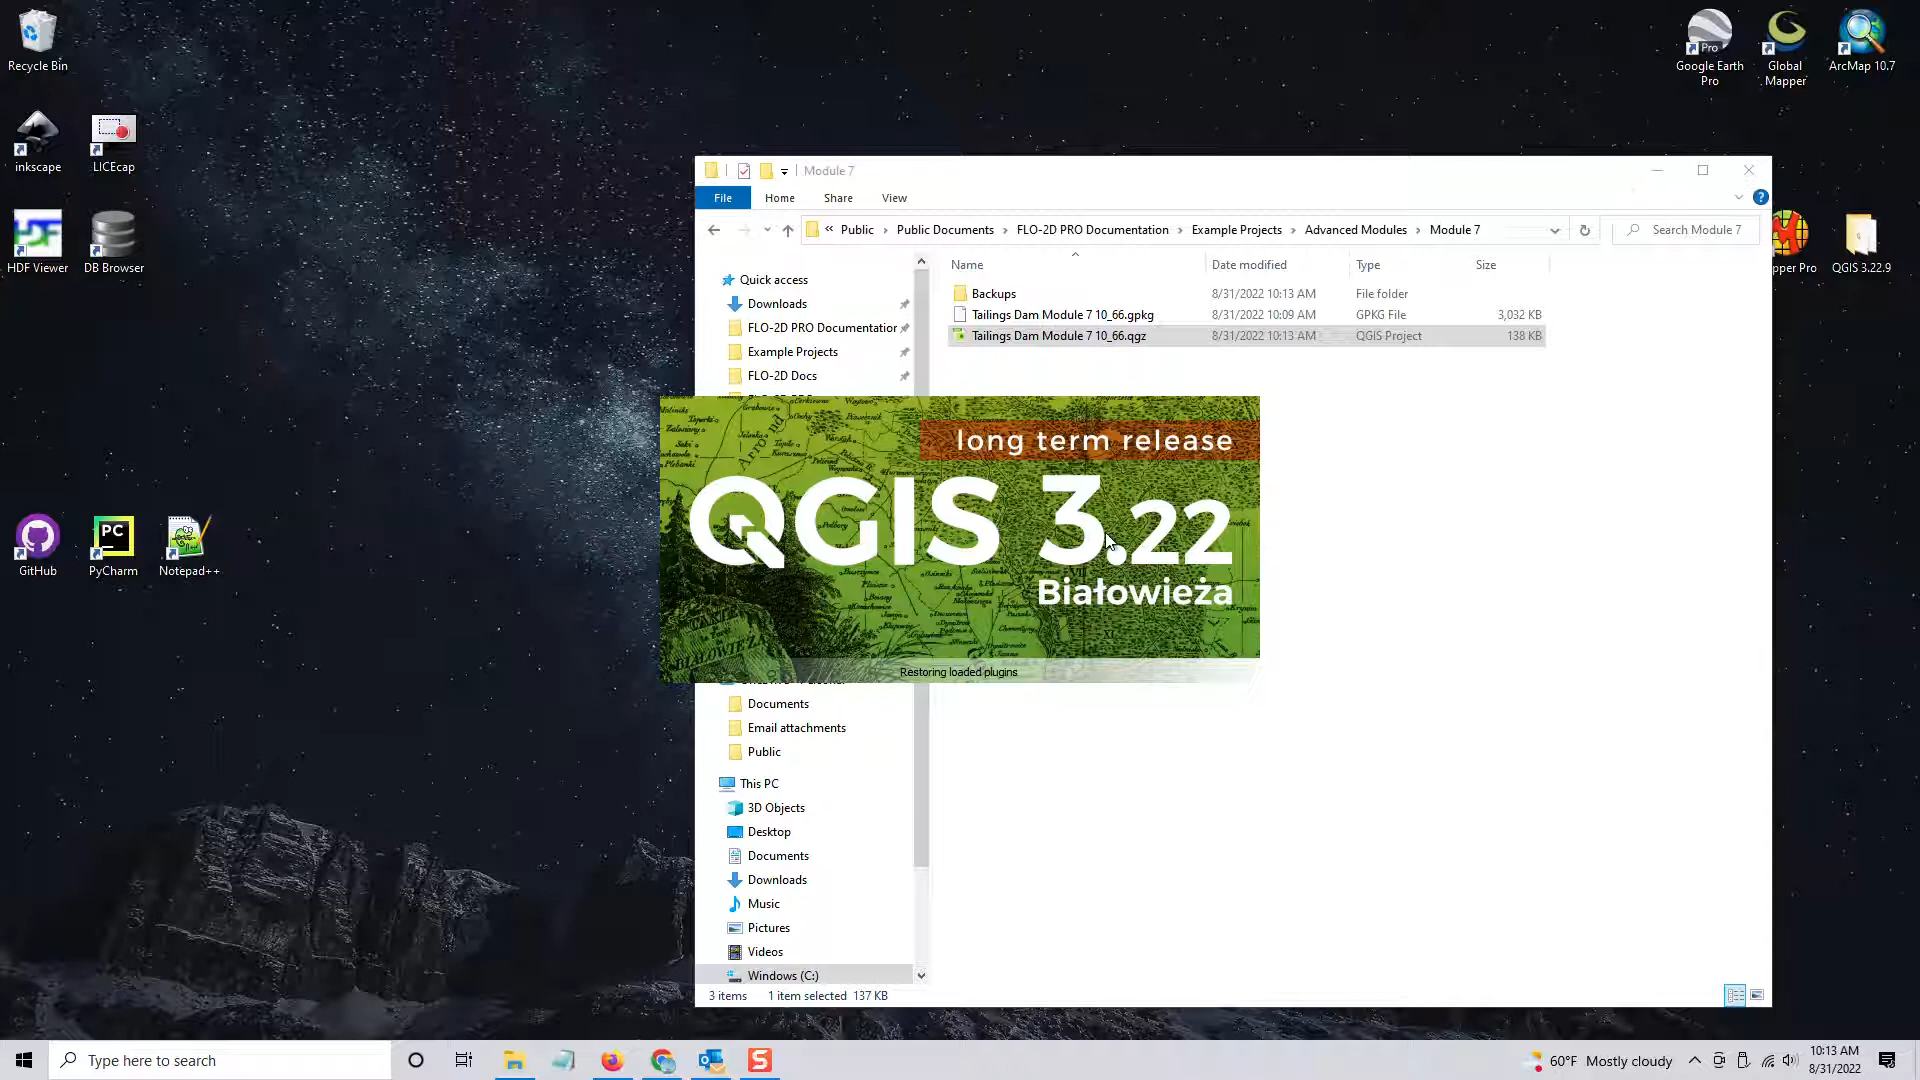 Recycle Bin
inkscape
LICEcap
HDF Viewer
DB Browser
GitHub
PyCharm
Notepad++
Google Earth
Pro
Global
Mapper
ArcMap 10.7
pper Pro
QGIS 3.22.9
Module 7
File
Home
Share
View
« Public › Public Documents › FLO-2D PRO Documentation › Example Projects › Advanced Modules › Module 7
Search Module 7
Name
Date modified
Type
Size
Backups
8/31/2022 10:13 AM
File folder
Tailings Dam Module 7 10_66.gpkg
8/31/2022 10:09 AM
GPKG File
3,032 KB
Tailings Dam Module 7 10_66.qgz
8/31/2022 10:13 AM
QGIS Project
138 KB
Quick access
Downloads
FLO-2D PRO Documentation
Example Projects
FLO-2D Docs
long term release
QGIS 3.22
Białowieża
Restoring loaded plugins
Documents
Email attachments
Public
This PC
3D Objects
Desktop
Documents
Downloads
Music
Pictures
Videos
Windows (C:)
3 items
1 item selected 137 KB
Type here to search
60°F Mostly cloudy
10:13 AM
8/31/2022